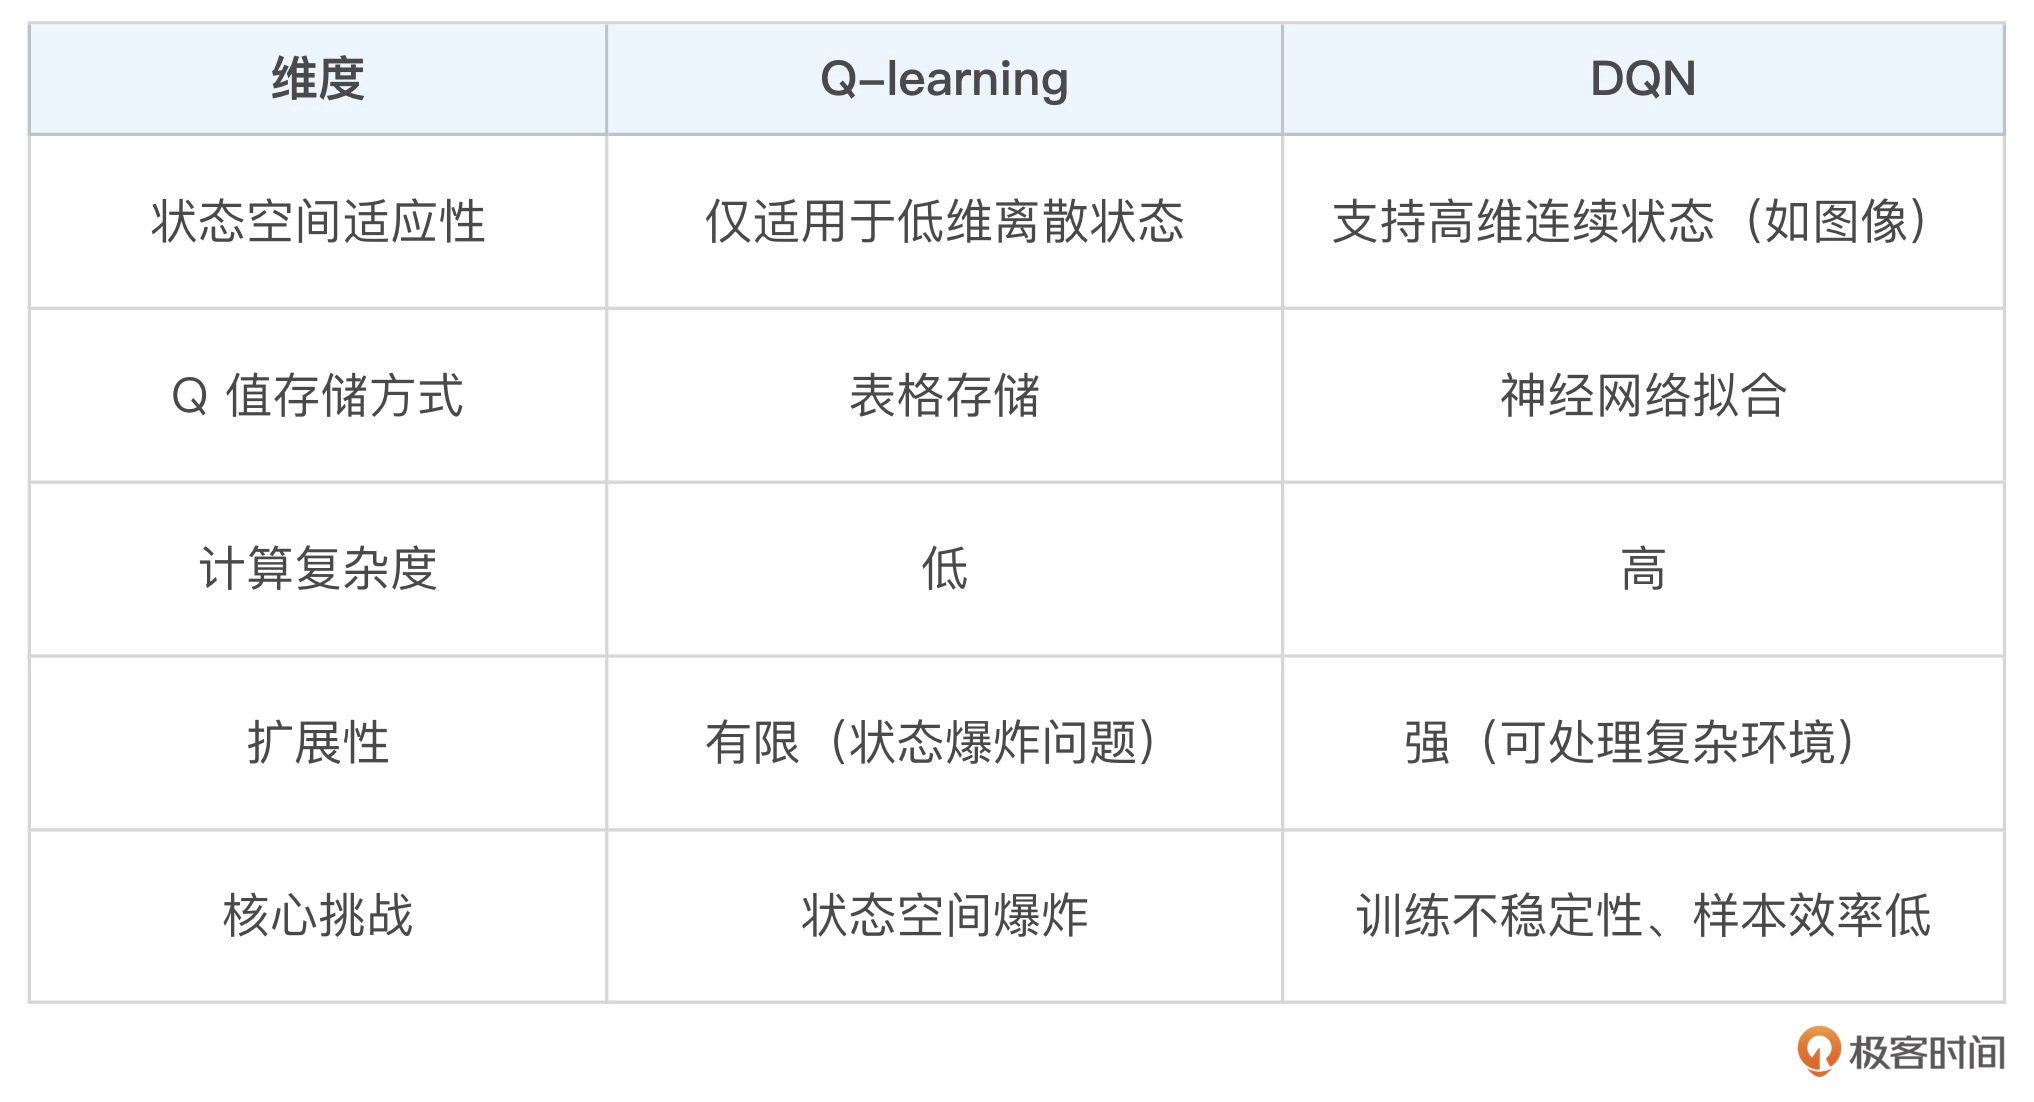 维度 Q-learning DQN
状态空间适应性 仅适用于低维离散状态 支持高维连续状态（如图像）
Q 值存储方式 表格存储 神经网络拟合
计算复杂度 低 高
扩展性 有限（状态爆炸问题） 强（可处理复杂环境）
核心挑战 状态空间爆炸 训练不稳定性、样本效率低
极客时间